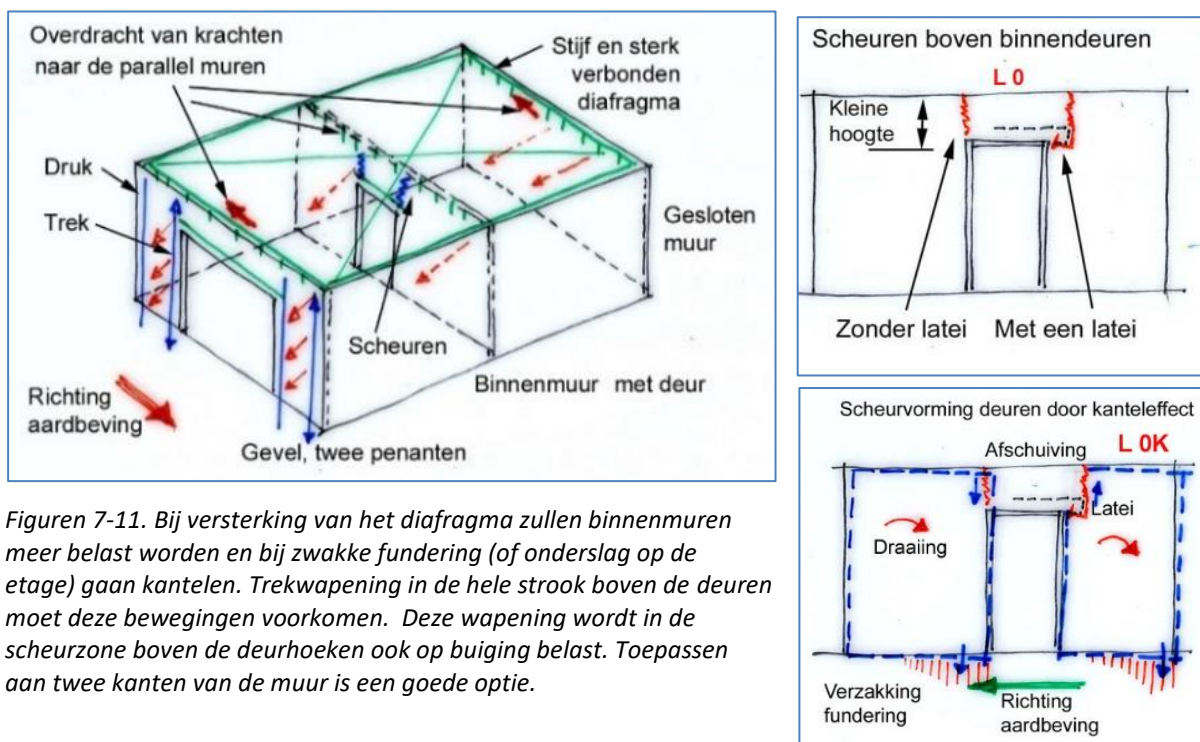 Overdracht van krachten
naar de parallel muren
Stijf en sterk
verbonden
diafragma
Druk
Trek
Gesloten
muur
Scheuren
Binnenmuur met deur
Richting
aardbeving
Gevel, twee penanten
Scheuren boven binnendeuren
L 0
Kleine
hoogte
Zonder latei Met een latei
Scheurvorming deuren door kanteleffect
Afschuiving L 0K
Latei
Draaiing
Verzakking
fundering
Richting
aardbeving
Figuren 7-11. Bij versterking van het diafragma zullen binnenmuren
meer belast worden en bij zwakke fundering (of onderslag op de
etage) gaan kantelen. Trekwapening in de hele strook boven de deuren
moet deze bewegingen voorkomen. Deze wapening wordt in de
scheurzone boven de deurhoeken ook op buiging belast. Toepassen
aan twee kanten van de muur is een goede optie.